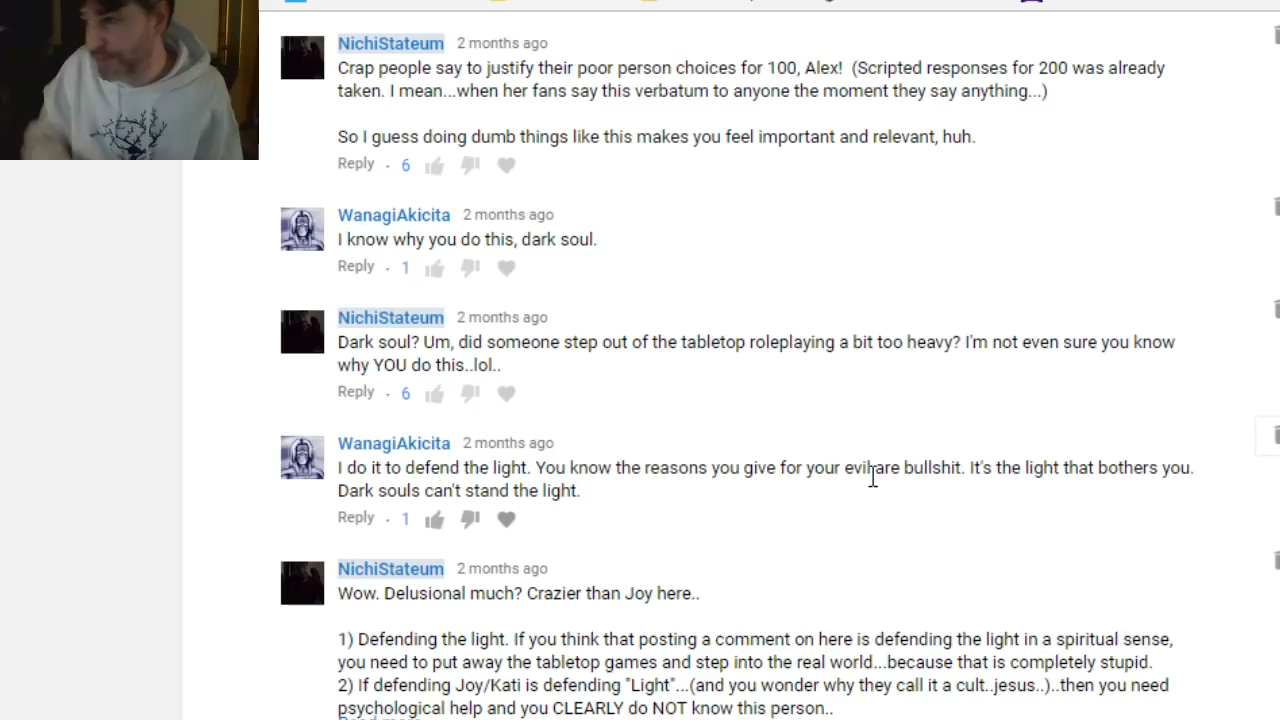 NichiStateum 2 months ago
Crap people say to justify their poor person choices for 100, Alex!  (Scripted responses for 200 was already
taken. I mean...when her fans say this verbatum to anyone the moment they say anything...)
So I guess doing dumb things like this makes you feel important and relevant, huh.
Reply · 6
WanagiAkicita 2 months ago
I know why you do this, dark soul.
Reply · 1
NichiStateum 2 months ago
Dark soul? Um, did someone step out of the tabletop roleplaying a bit too heavy? I'm not even sure you know
why YOU do this..lol..
Reply · 6
WanagiAkicita 2 months ago
I do it to defend the light. You know the reasons you give for your evil are bullshit. It's the light that bothers you.
Dark souls can't stand the light.
Reply · 1
NichiStateum 2 months ago
Wow. Delusional much? Crazier than Joy here..
1) Defending the light. If you think that posting a comment on here is defending the light in a spiritual sense,
you need to put away the tabletop games and step into the real world...because that is completely stupid.
2) If defending Joy/Kati is defending "Light"...(and you wonder why they call it a cult..jesus..)..then you need
psychological help and you CLEARLY do NOT know this person..